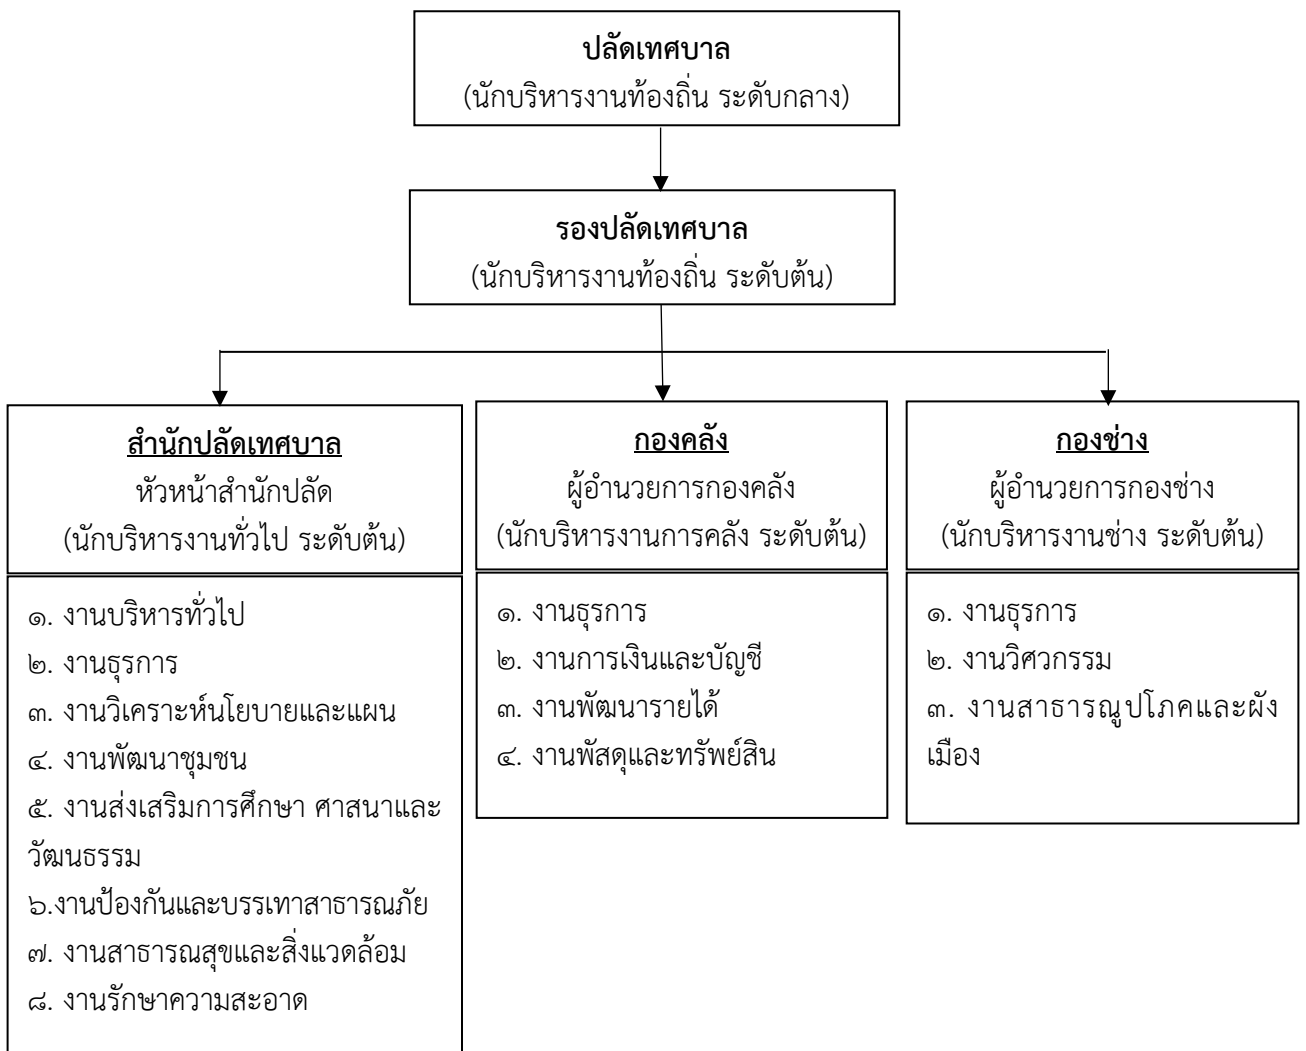 ปลัดเทศบาล
(นักบริหารงานท้องถิ่น ระดับกลาง)
รองปลัดเทศบาล
(นักบริหารงานท้องถิ่น ระดับต้น)
สำนักปลัดเทศบาล
หัวหน้าสำนักปลัด
(นักบริหารงานทั่วไป ระดับต้น)
๑. งานบริหารทั่วไป
๒. งานธุรการ
๓. งานวิเคราะห์นโยบายและแผน
๔. งานพัฒนาชุมชน
๕. งานส่งเสริมการศึกษา ศาสนาและ
วัฒนธรรม
๖.งานป้องกันและบรรเทาสาธารณภัย
๗. งานสาธารณสุขและสิ่งแวดล้อม
๘. งานรักษาความสะอาด
กองคลัง
ผู้อำนวยการกองคลัง
(นักบริหารงานการคลัง ระดับต้น)
๑. งานธุรการ
๒. งานการเงินและบัญชี
๓. งานพัฒนารายได้
๔. งานพัสดุและทรัพย์สิน
กองช่าง
ผู้อำนวยการกองช่าง
(นักบริหารงานช่าง ระดับต้น)
๑. งานธุรการ
๒. งานวิศวกรรม
๓. งานสาธารณูปโภคและผัง
เมือง